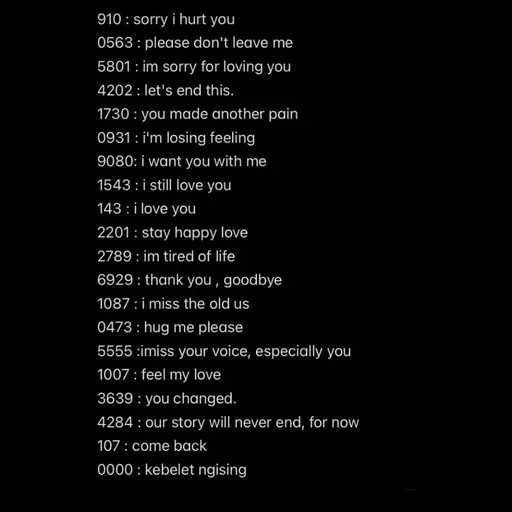 910 : sorry i hurt you
0563 : please don't leave me
5801 : im sorry for loving you
4202 : let's end this.
1730 : you made another pain
0931 : i'm losing feeling
9080: i want you with me
1543 : i still love you
143 : i love you
2201 : stay happy love
2789 : im tired of life
6929 : thank you , goodbye
1087 : i miss the old us
0473 : hug me please
5555 :imiss your voice, especially you
1007 : feel my love
3639 : you changed.
4284 : our story will never end, for now
107 : come back
0000 : kebelet ngising